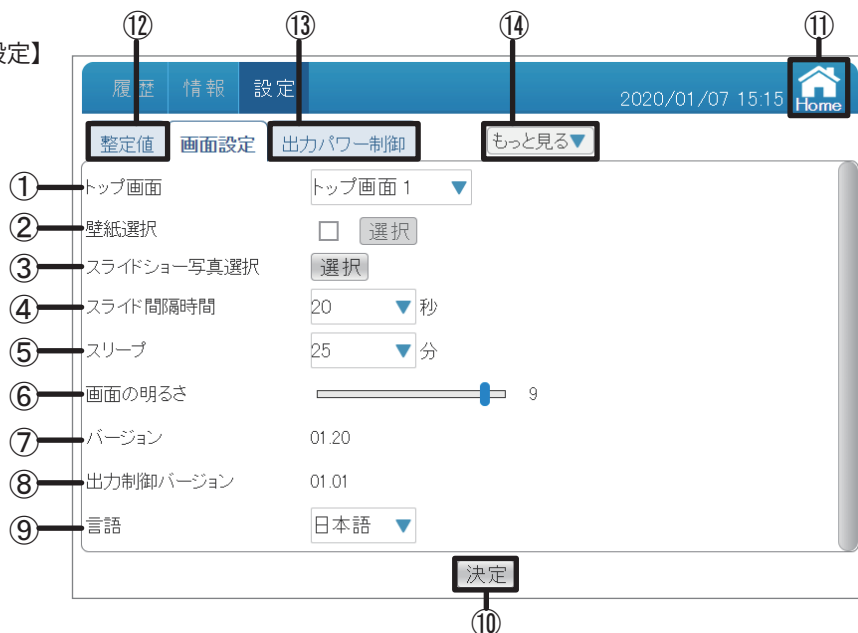 ⑫ ⑬ ⑭ ⑪
設定】
履歴 情報 設定 2020/01/07 15:15 Home
整定値 画面設定 出力パワー制御 もっと見る▼
① トップ画面 トップ画面 1 ▼
② 壁紙選択 □ 選択
③ スライドショー写真選択 選択
④ スライド間隔時間 20 ▼ 秒
⑤ スリープ 25 ▼ 分
⑥ 画面の明るさ 9
⑦ バージョン 01.20
⑧ 出力制御バージョン 01.01
⑨ 言語 日本語 ▼
決定
⑩